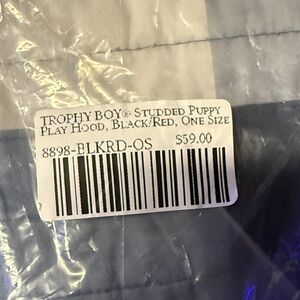 TROPHY BOY® STUDDED PUPPY
PLAY HOOD, BLACK/RED, ONE SIZE
8898-BLKRD-OS $59.00